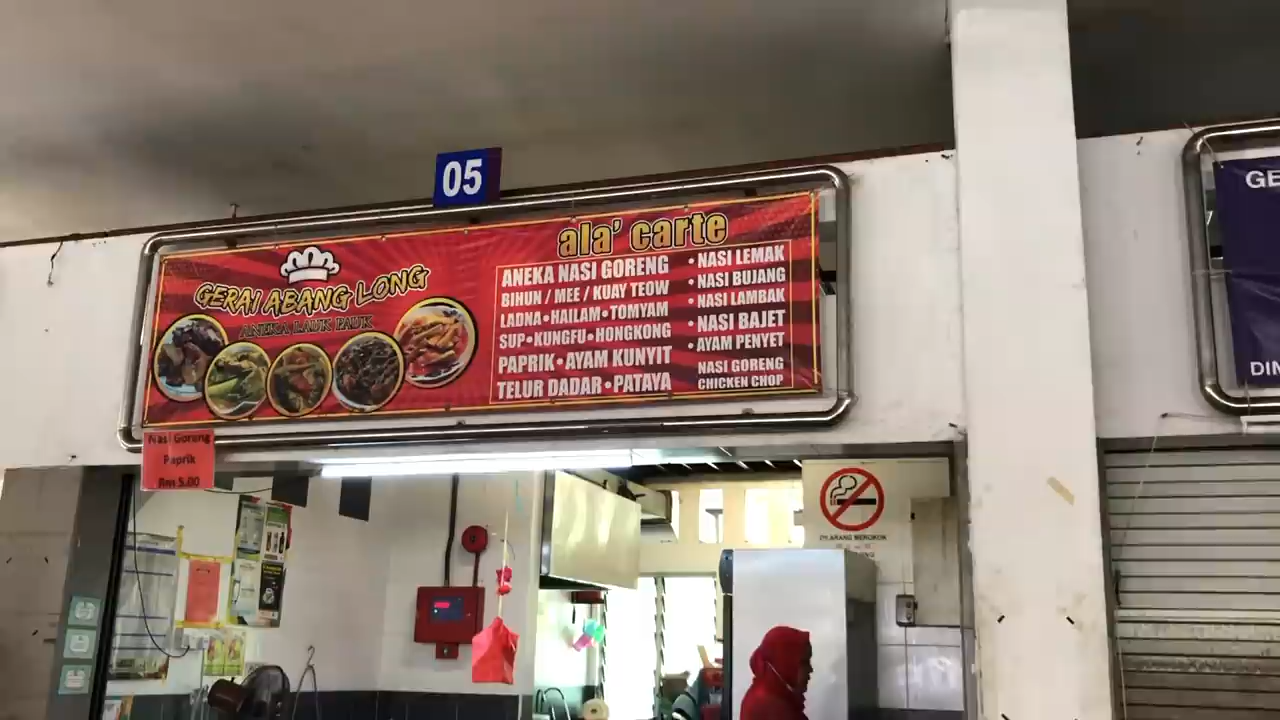 05
GERAI ABANG LONG
ANEKA LAUK PAUK
ala' carte
ANEKA NASI GORENG
BIHUN / MEE / KUAY TEOW
LADNA • HAILAM • TOMYAM
SUP • KUNGFU • HONGKONG
PAPRIK • AYAM KUNYIT
TELUR DADAR • PATAYA
• NASI LEMAK
• NASI BUJANG
• NASI LAMBAK
• NASI BAJET
• AYAM PENYET
NASI GORENG
CHICKEN CHOP
Nasi Goreng
Paprik
Rm 5.00
DILARANG MEROKOK
GE
DIM